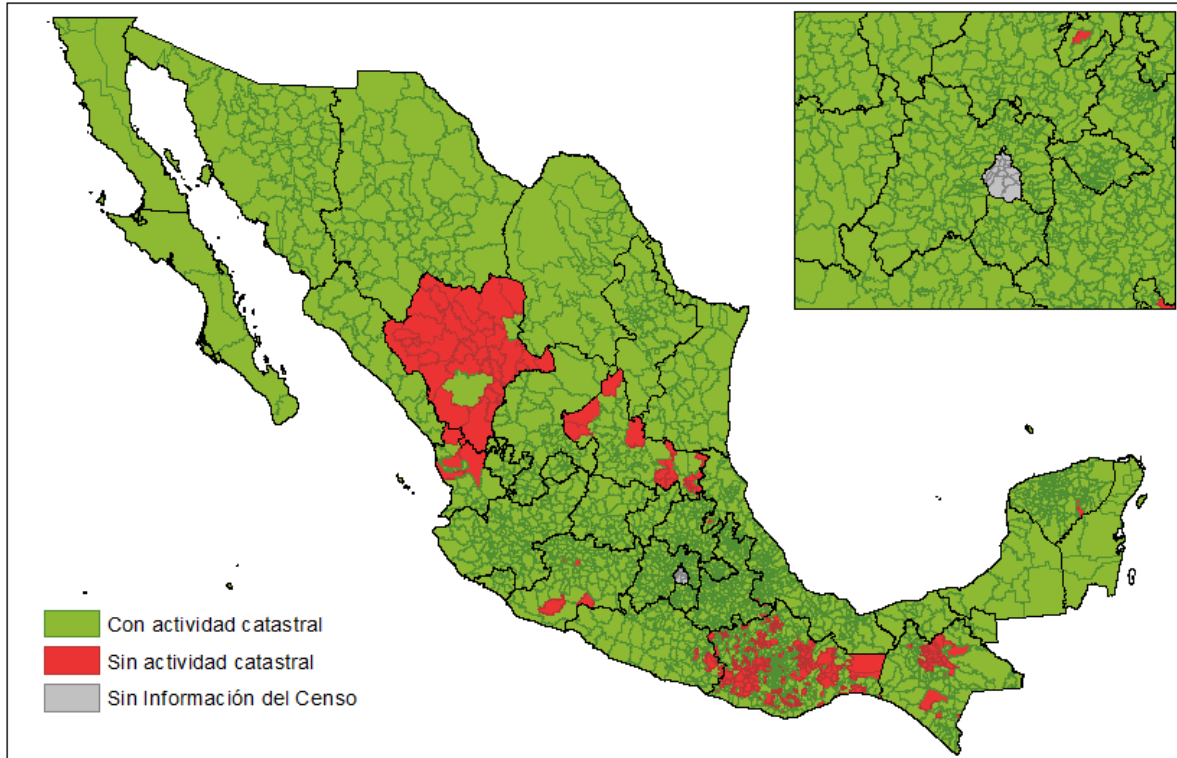 Con actividad catastral
Sin actividad catastral
Sin Información del Censo